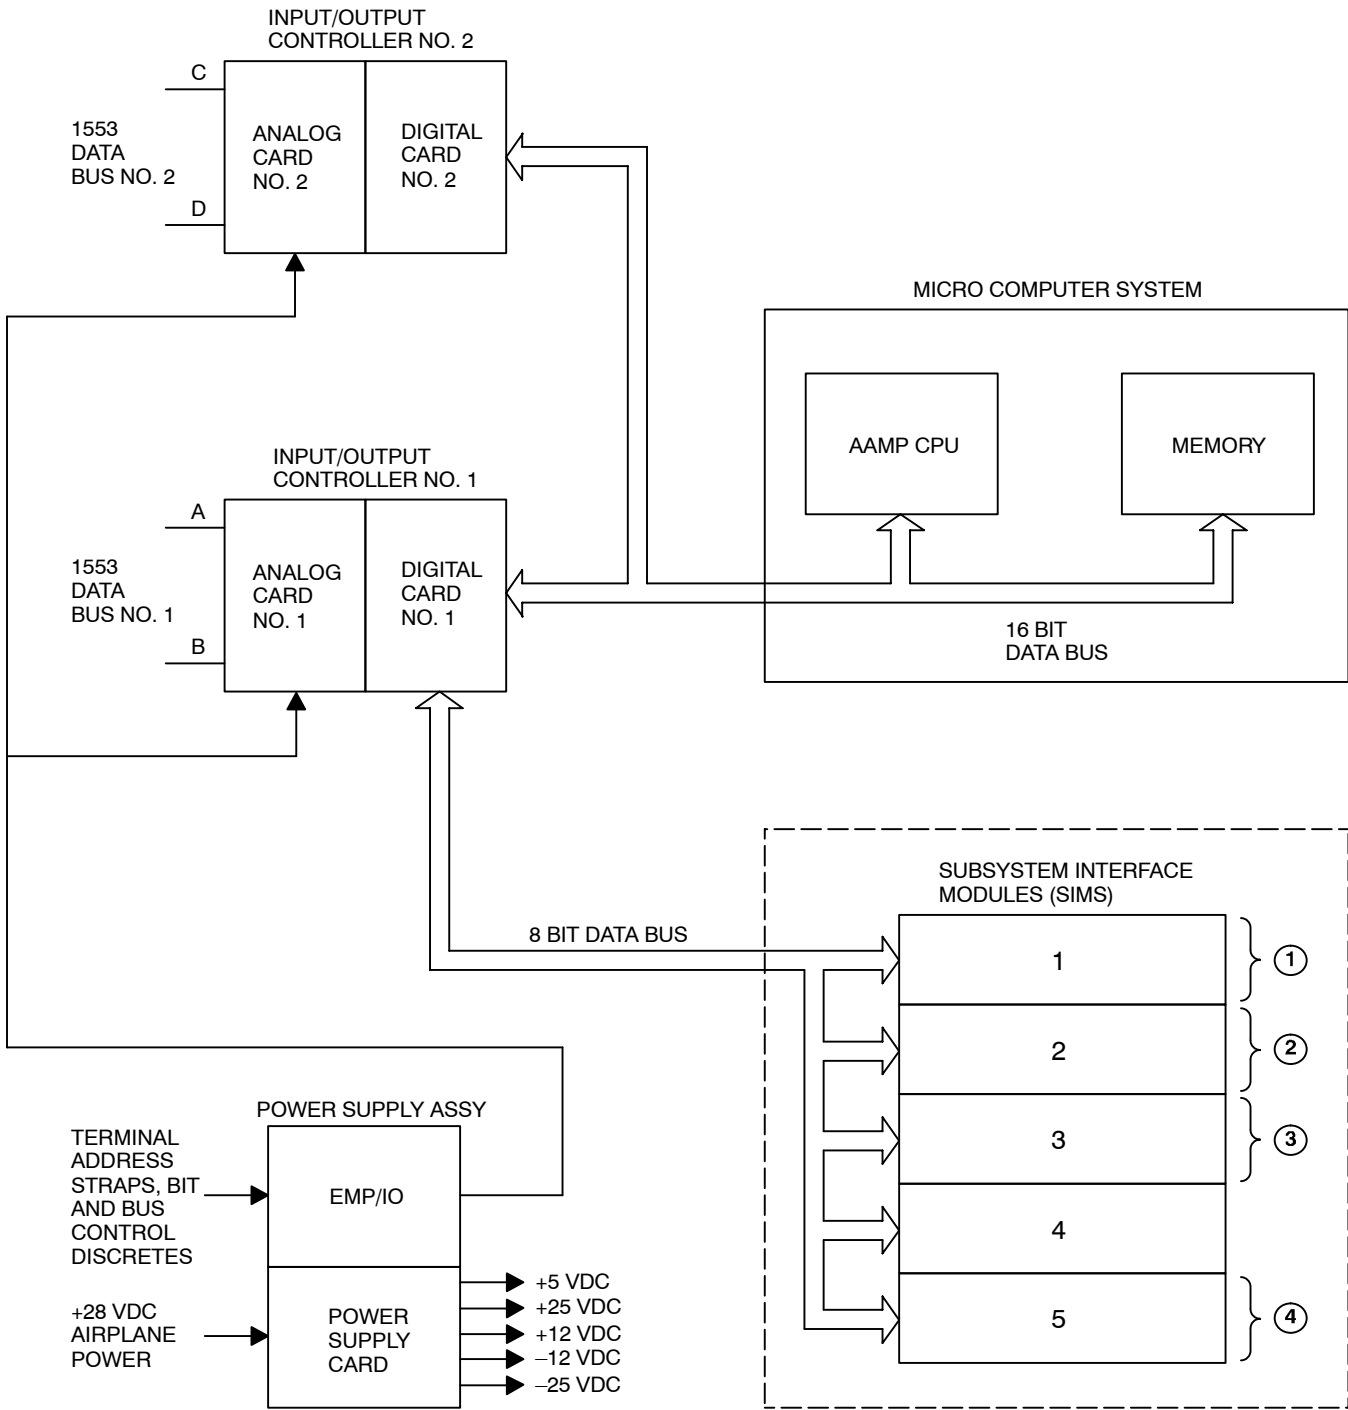 INPUT/OUTPUT
CONTROLLER NO. 2
C
1553
DATA
BUS NO. 2
D
ANALOG
CARD
NO. 2
DIGITAL
CARD
NO. 2
MICRO COMPUTER SYSTEM
AAMP CPU
MEMORY
16 BIT
DATA BUS
INPUT/OUTPUT
CONTROLLER NO. 1
A
1553
DATA
BUS NO. 1
B
ANALOG
CARD
NO. 1
DIGITAL
CARD
NO. 1
8 BIT DATA BUS
SUBSYSTEM INTERFACE
MODULES (SIMS)
1
1
2
2
3
3
4
5
4
POWER SUPPLY ASSY
TERMINAL
ADDRESS
STRAPS, BIT
AND BUS
CONTROL
DISCRETES
EMP/IO
+28 VDC
AIRPLANE
POWER
POWER
SUPPLY
CARD
+5 VDC
+25 VDC
+12 VDC
–12 VDC
–25 VDC